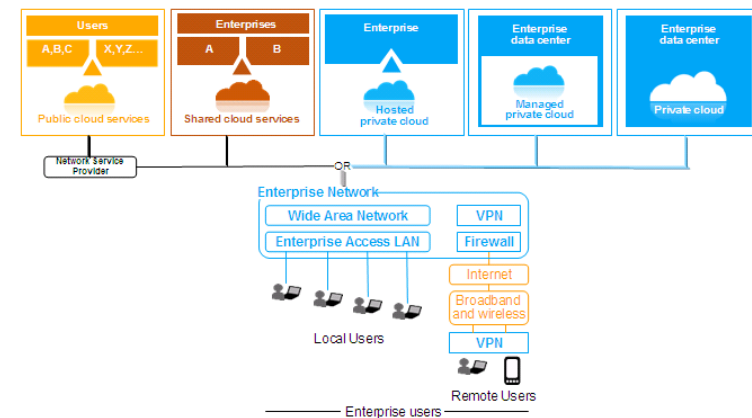 Users
A,B,C
X,Y,Z...
Public cloud services
Enterprises
A
B
Shared cloud services
Enterprise
Hosted
private cloud
Enterprise
data center
Managed
private cloud
Enterprise
data center
Private cloud
Network Service
Provider
OR
Enterprise Network
Wide Area Network
VPN
Enterprise Access LAN
Firewall
Internet
Broadband
and wireless
Local Users
VPN
Remote Users
Enterprise users